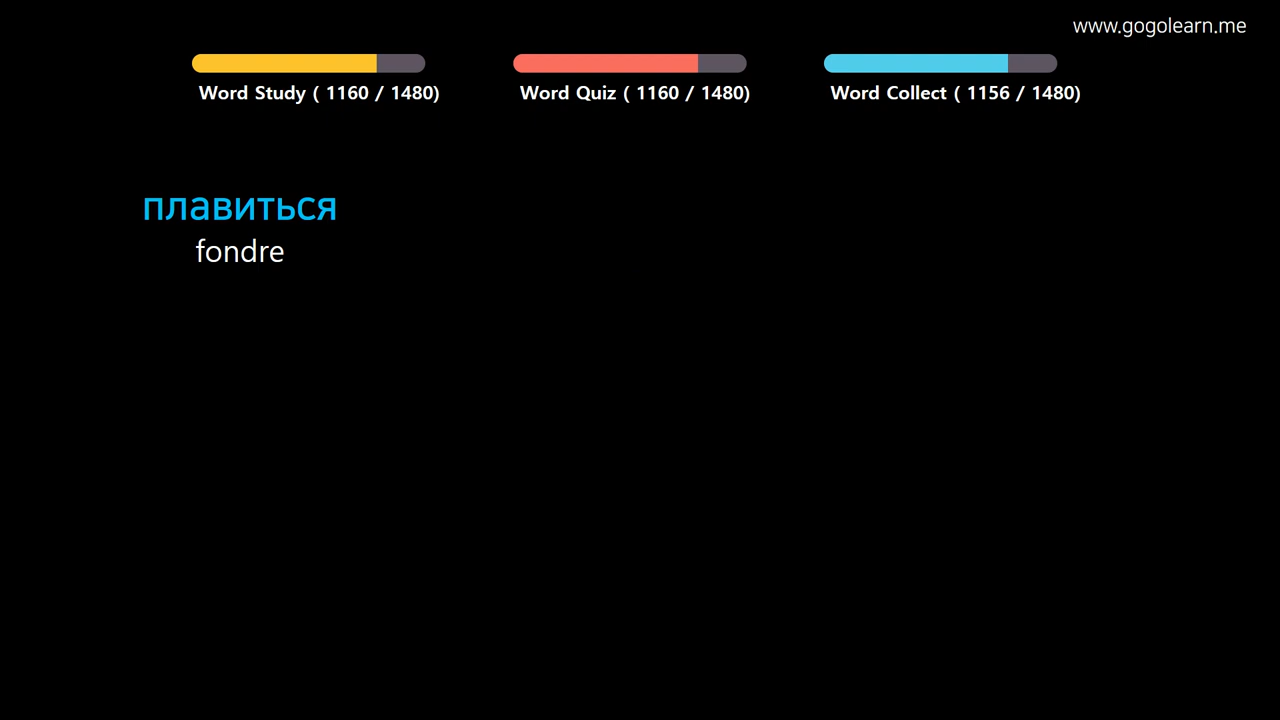 www.gogolearn.me
Word Study ( 1160 / 1480)
Word Quiz ( 1160 / 1480)
Word Collect ( 1156 / 1480)
плавиться
fondre